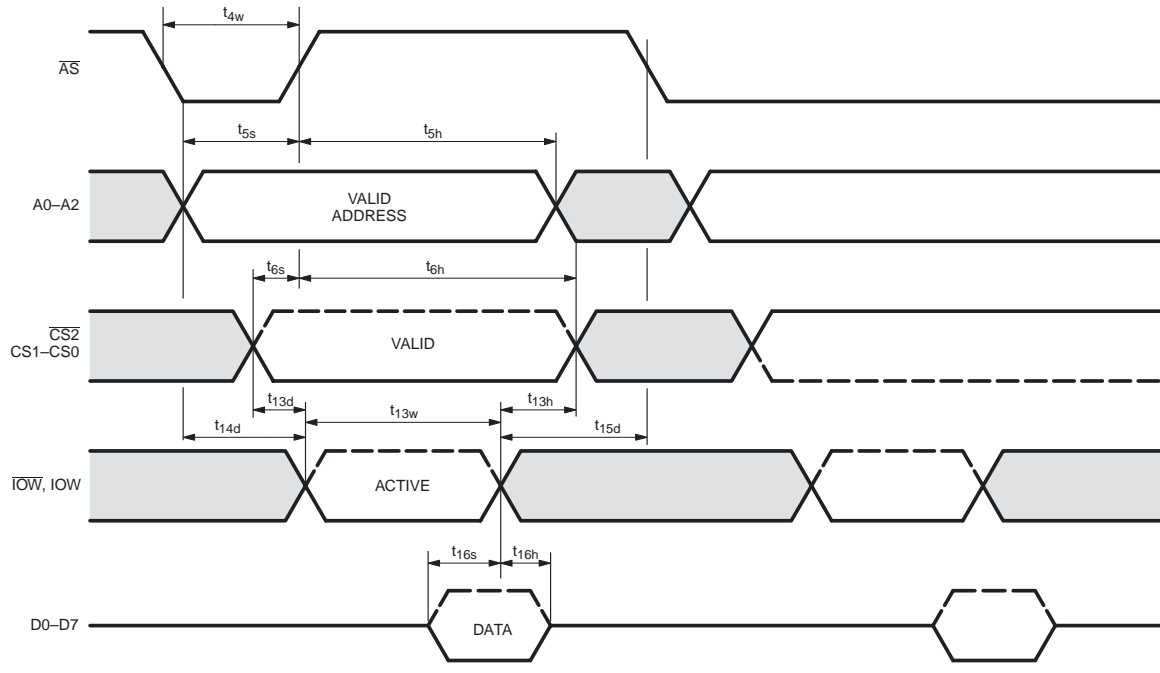 t4w
AS
t5s
t5h
A0–A2
VALID
ADDRESS
t6s
t6h
CS2
CS1–CS0
VALID
t13d
t13w
t13h
t14d
t15d
IOW, IOW
ACTIVE
t16s
t16h
D0–D7
DATA